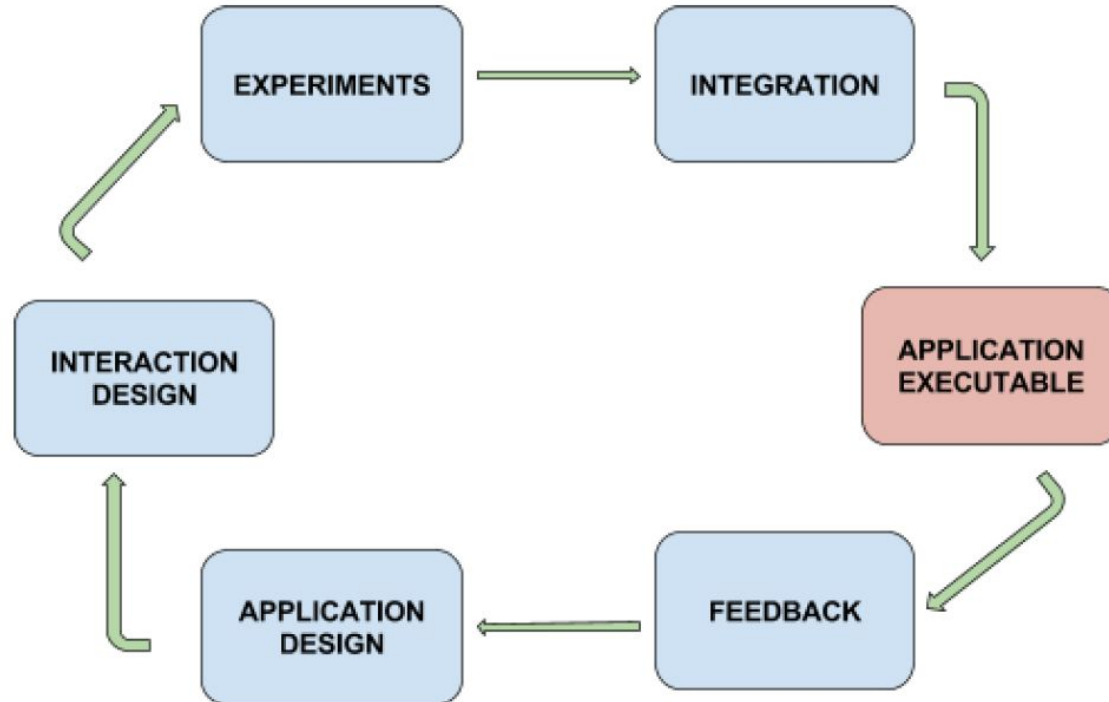 EXPERIMENTS
INTEGRATION
INTERACTION
DESIGN
APPLICATION
EXECUTABLE
APPLICATION
DESIGN
FEEDBACK